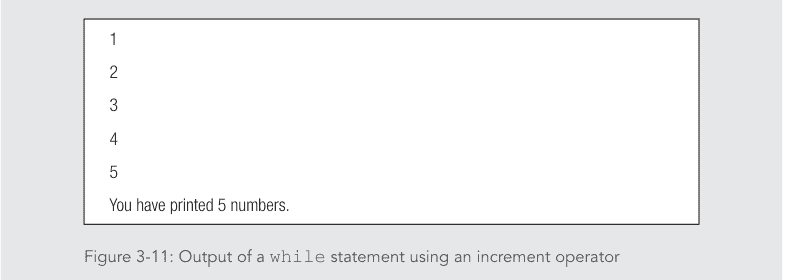 1
2
3
4
5
You have printed 5 numbers.
Figure 3-11: Output of a while statement using an increment operator